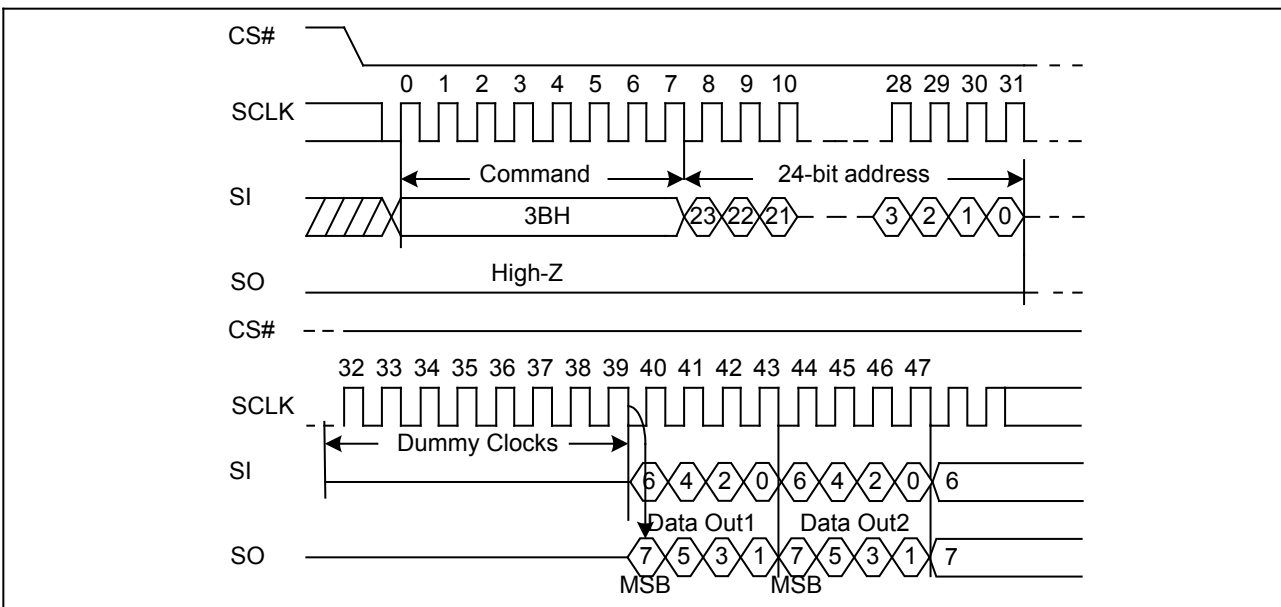 CS#
0 1 2 3 4 5 6 7 8 9 10 28 29 30 31
SCLK
Command 24-bit address
SI
3BH 23 22 21 3 2 1 0
High-Z
SO
CS#
32 33 34 35 36 37 38 39 40 41 42 43 44 45 46 47
SCLK
Dummy Clocks
SI
6 4 2 0 6 4 2 0 6
Data Out1 Data Out2
SO
7 5 3 1 7 5 3 1 7
MSB MSB